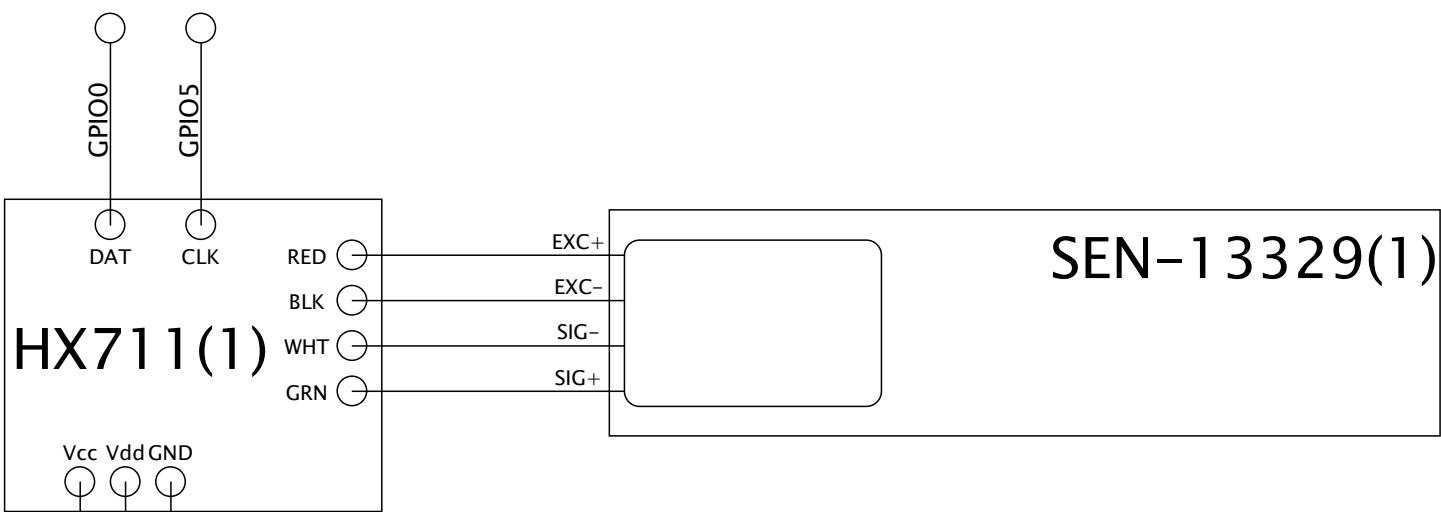 GPIO0
GPIO5
DAT
CLK
RED
BLK
HX711(1)
WHT
GRN
Vcc Vdd GND
EXC+
EXC-
SIG-
SIG+
SEN-13329(1)